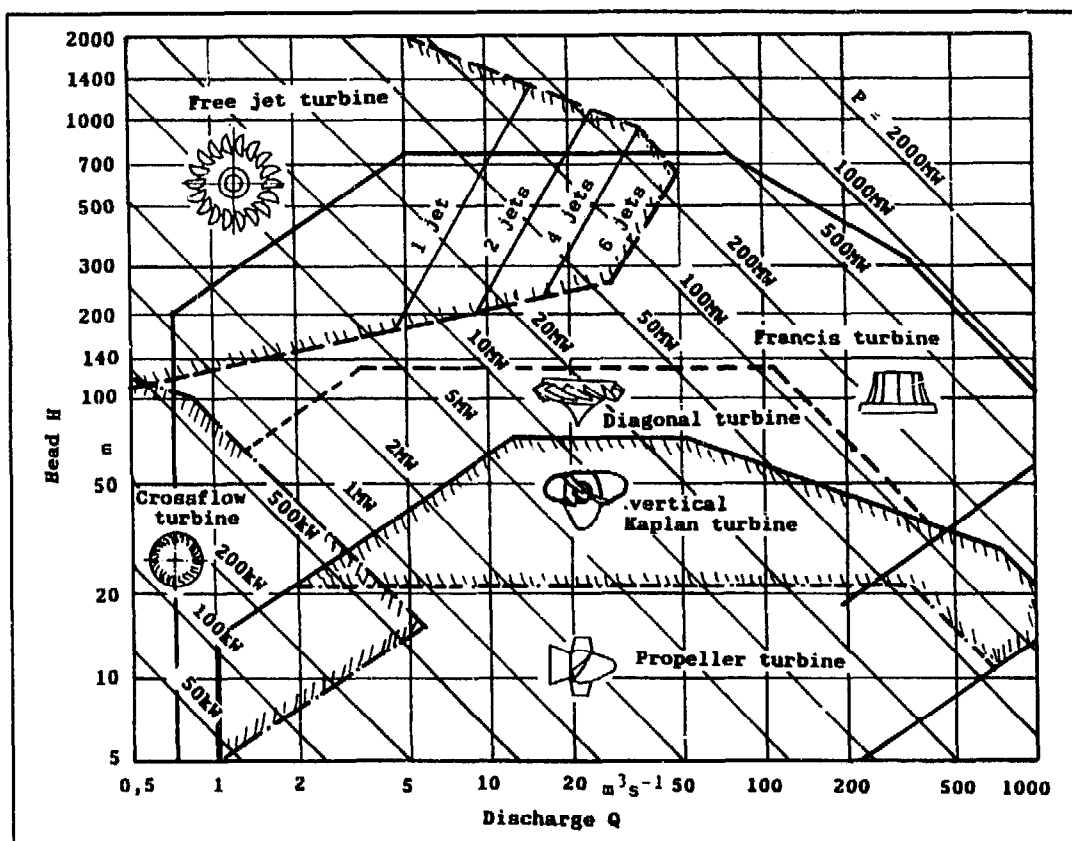 2000
1400
1000
700
500
300
200
140
100
50
20
10
5
Head H
m
Free jet turbine
1 jet
2 jets
4 jets
6 jets
P = 2000MW
1000MW
500MW
200MW
100MW
50MW
20MW
10MW
5MW
2MW
1MW
500kW
200kW
100kW
50kW
Francis turbine
Diagonal turbine
Crossflow
turbine
.vertical
Kaplan turbine
Propeller turbine
0,5
1
2
5
10
20
m³s⁻¹
50
100
200
500
1000
Discharge Q